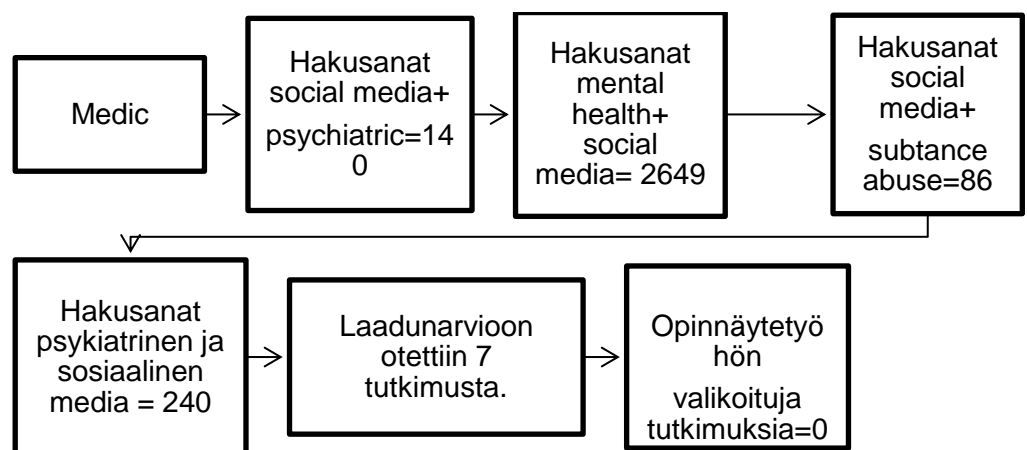 Medic
Hakusanat
social media+
psychiatric=14
0
Hakusanat
mental
health+
social
media= 2649
Hakusanat
social
media+
subtance
abuse=86
Hakusanat
psykiatrinen ja
sosiaalinen
media = 240
Laadunarvioon
otettiin 7
tutkimusta.
Opinnäytetyö
hön
valikoituja
tutkimuksia=0